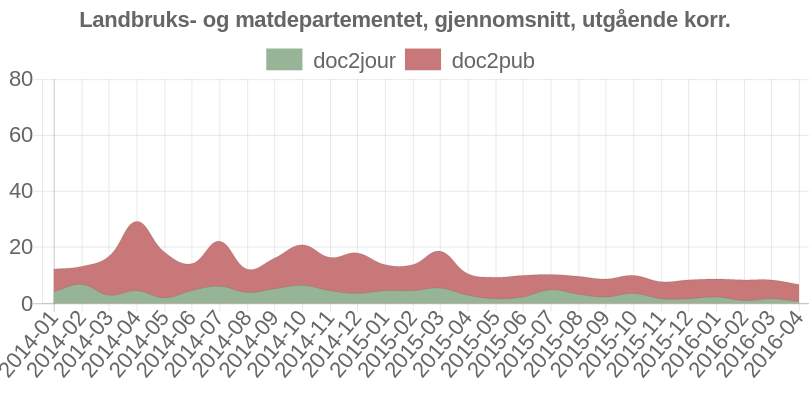 Landbruks- og matdepartementet, gjennomsnitt, utgående korr.
doc2jour doc2pub
80
60
40
20
0
2014-01 2014-02 2014-03 2014-04 2014-05 2014-06 2014-07 2014-08 2014-09 2014-10 2014-11 2014-12 2015-01 2015-02 2015-03 2015-04 2015-05 2015-06 2015-07 2015-08 2015-09 2015-10 2015-11 2015-12 2016-01 2016-02 2016-03 2016-04